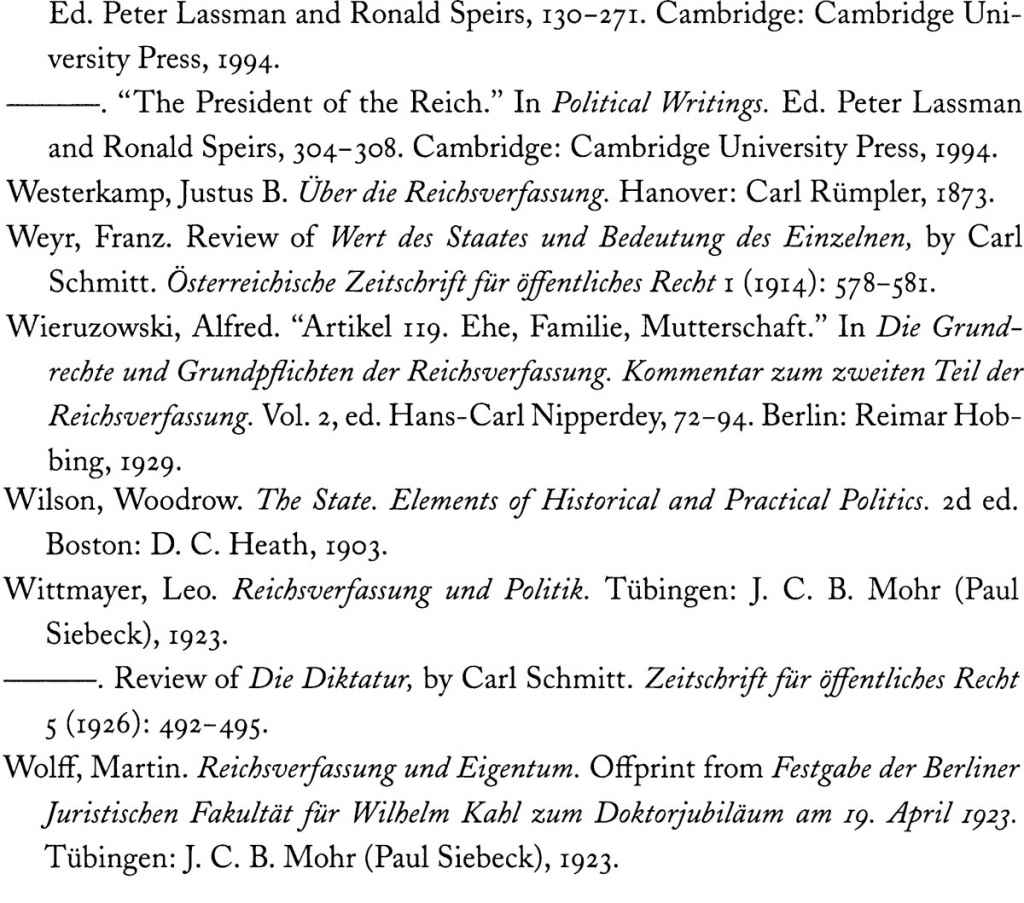 Ed. Peter Lassman and Ronald Speirs, 130–271. Cambridge: Cambridge Uni-
versity Press, 1994.
———. “The President of the Reich.” In Political Writings. Ed. Peter Lassman
and Ronald Speirs, 304–308. Cambridge: Cambridge University Press, 1994.
Westerkamp, Justus B. Über die Reichsverfassung. Hanover: Carl Rümpler, 1873.
Weyr, Franz. Review of Wert des Staates und Bedeutung des Einzelnen, by Carl
Schmitt. Österreichische Zeitschrift für öffentliches Recht 1 (1914): 578–581.
Wieruzowski, Alfred. “Artikel 119. Ehe, Familie, Mutterschaft.” In Die Grund-
rechte und Grundpflichten der Reichsverfassung. Kommentar zum zweiten Teil der
Reichsverfassung. Vol. 2, ed. Hans-Carl Nipperdey, 72–94. Berlin: Reimar Hob-
bing, 1929.
Wilson, Woodrow. The State. Elements of Historical and Practical Politics. 2d ed.
Boston: D. C. Heath, 1903.
Wittmayer, Leo. Reichsverfassung und Politik. Tübingen: J. C. B. Mohr (Paul
Siebeck), 1923.
———. Review of Die Diktatur, by Carl Schmitt. Zeitschrift für öffentliches Recht
5 (1926): 492–495.
Wolff, Martin. Reichsverfassung und Eigentum. Offprint from Festgabe der Berliner
Juristischen Fakultät für Wilhelm Kahl zum Doktorjubiläum am 19. April 1923.
Tübingen: J. C. B. Mohr (Paul Siebeck), 1923.